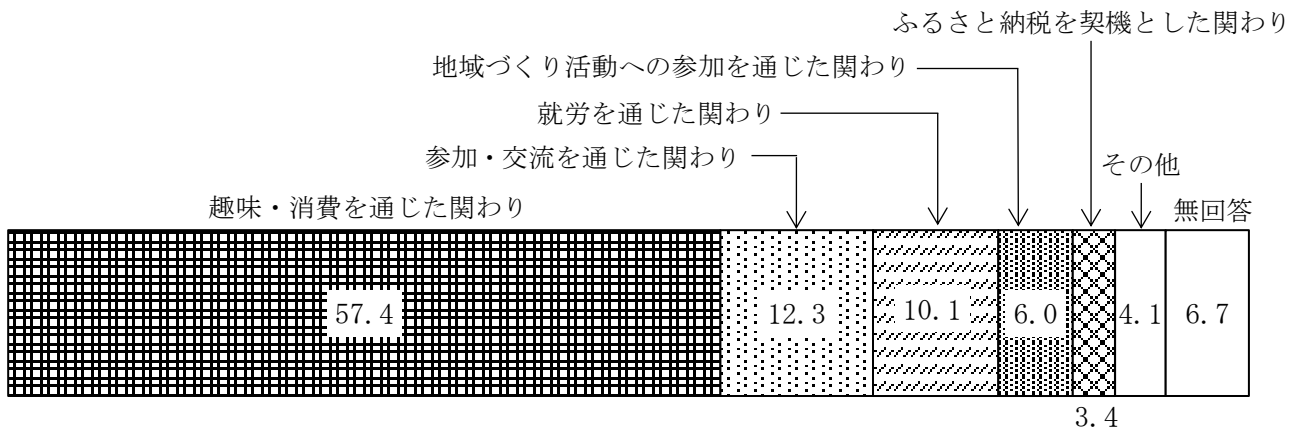 ふるさと納税を契機とした関わり
地域づくり活動への参加を通じた関わり
就労を通じた関わり
参加・交流を通じた関わり
その他
趣味・消費を通じた関わり
無回答
57.4
12.3
10.1
6.0
4.1
6.7
3.4